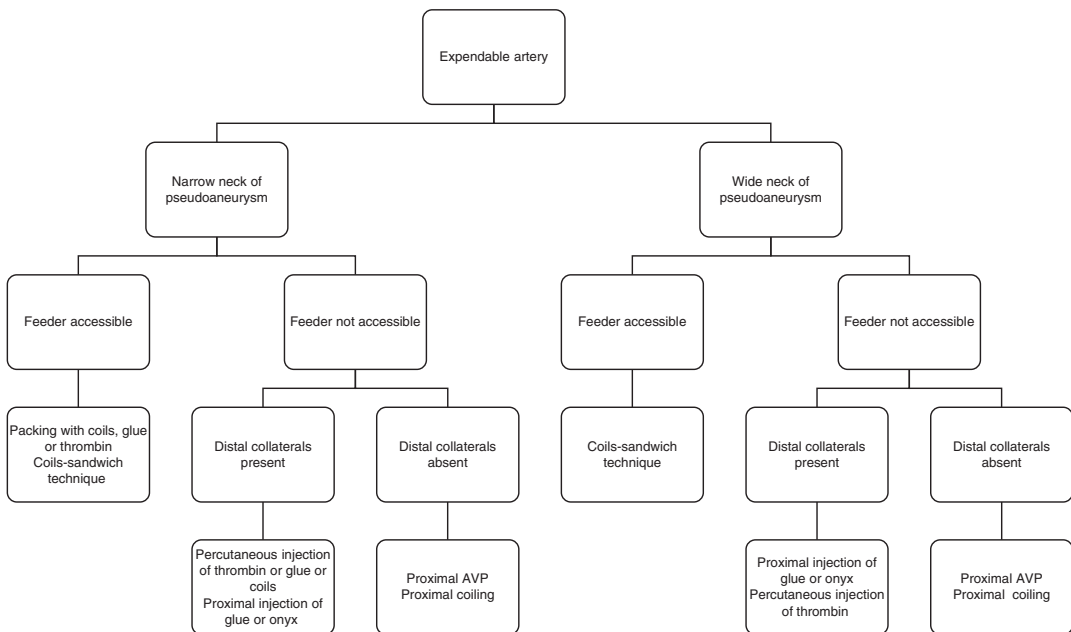 Expendable artery
Narrow neck of
pseudoaneurysm
Wide neck of
pseudoaneurysm
Feeder accessible
Feeder not accessible
Feeder accessible
Feeder not accessible
Packing with coils, glue
or thrombin
Coils-sandwich
technique
Distal collaterals
present
Distal collaterals
absent
Coils-sandwich
technique
Distal collaterals
present
Distal collaterals
absent
Percutaneous injection
of thrombin or glue or
coils
Proximal injection of
glue or onyx
Proximal AVP
Proximal coiling
Proximal injection of
glue or onyx
Percutaneous injection
of thrombin
Proximal AVP
Proximal coiling